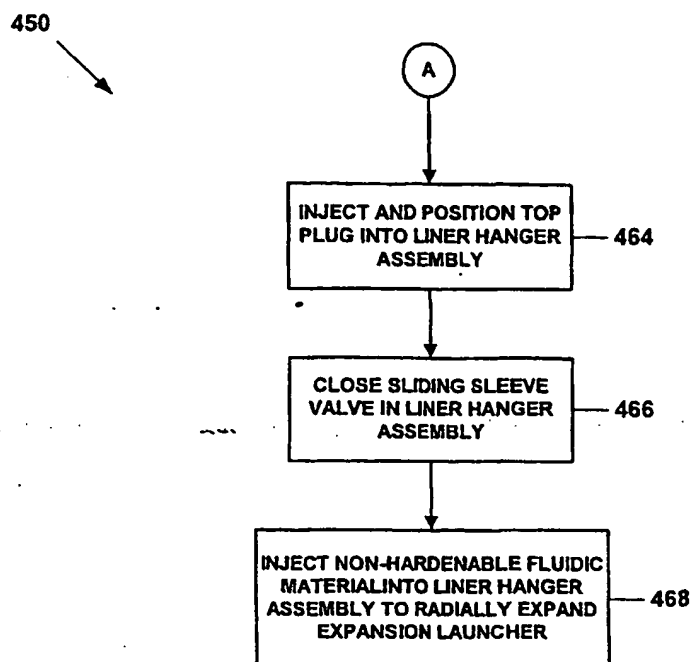 450
A
INJECT AND POSITION TOP
PLUG INTO LINER HANGER
ASSEMBLY
464
CLOSE SLIDING SLEEVE
VALVE IN LINER HANGER
ASSEMBLY
466
INJECT NON-HARDENABLE FLUIDIC
MATERIALINTO LINER HANGER
ASSEMBLY TO RADIALLY EXPAND
EXPANSION LAUNCHER
468